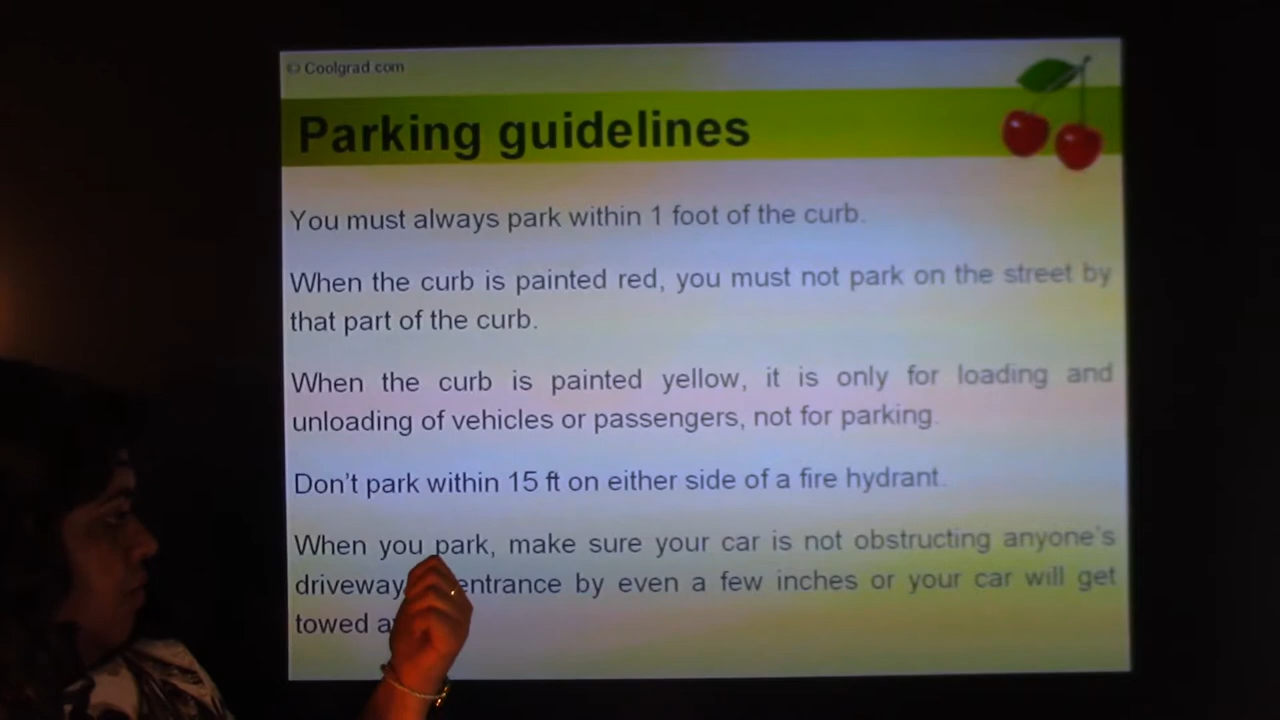 © Coolgrad.com
Parking guidelines
You must always park within 1 foot of the curb.
When the curb is painted red, you must not park on the street by
that part of the curb.
When the curb is painted yellow, it is only for loading and
unloading of vehicles or passengers, not for parking.
Don't park within 15 ft on either side of a fire hydrant.
When you park, make sure your car is not obstructing anyone's
driveway entrance by even a few inches or your car will get
towed